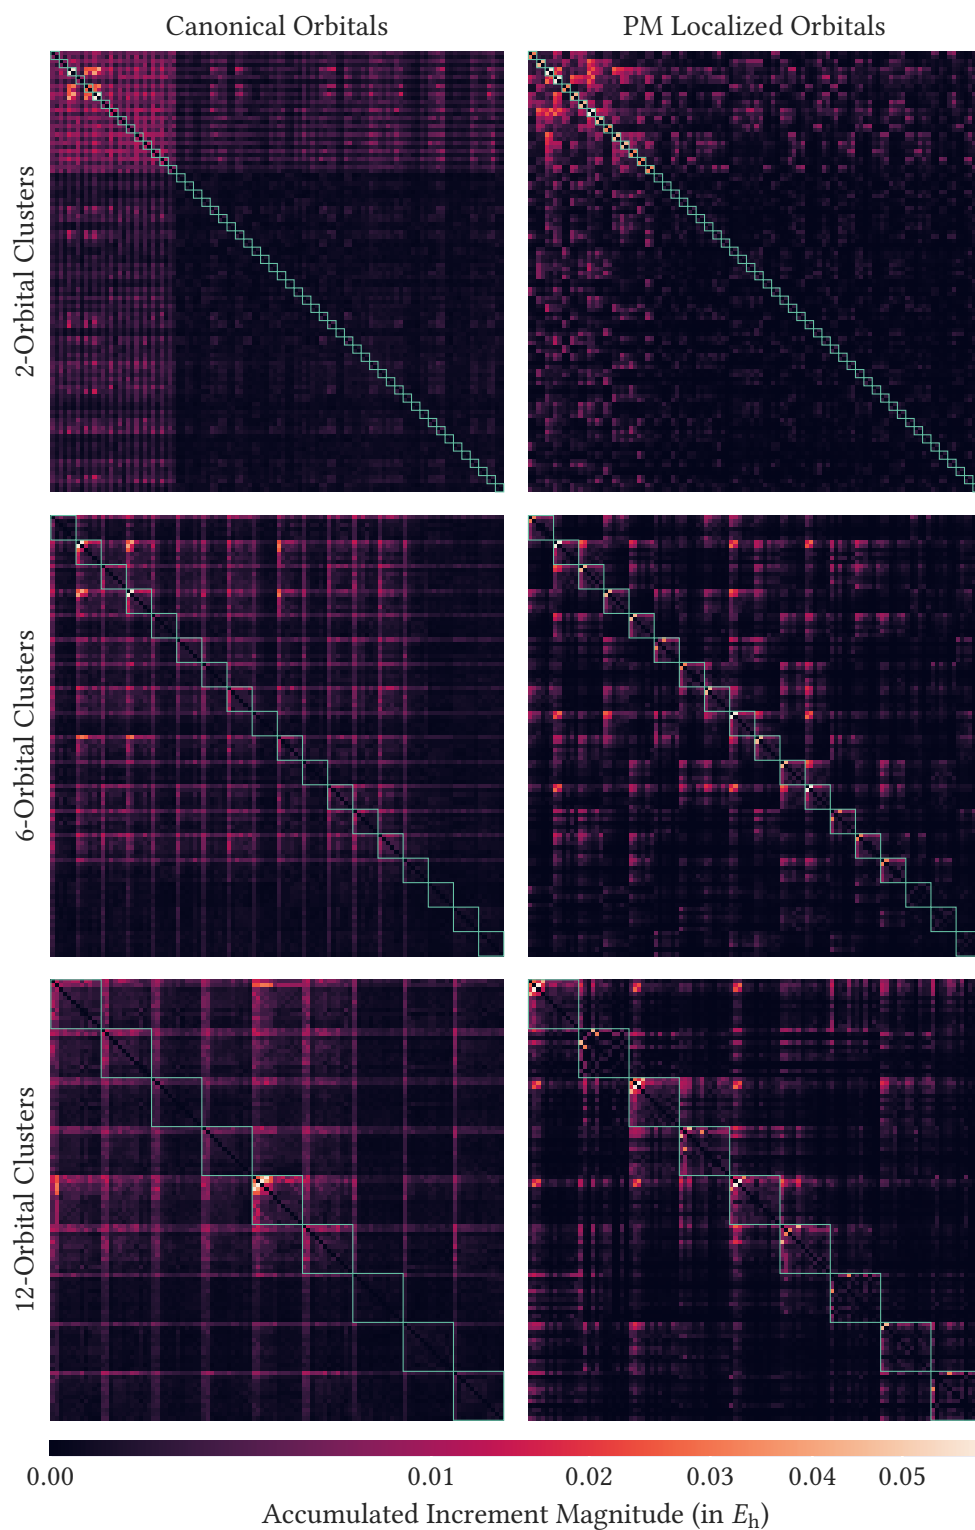 Canonical Orbitals
PM Localized Orbitals
2-Orbital Clusters
6-Orbital Clusters
12-Orbital Clusters
0.00
0.01
0.02
0.03
0.04
0.05
Accumulated Increment Magnitude (in Eh)